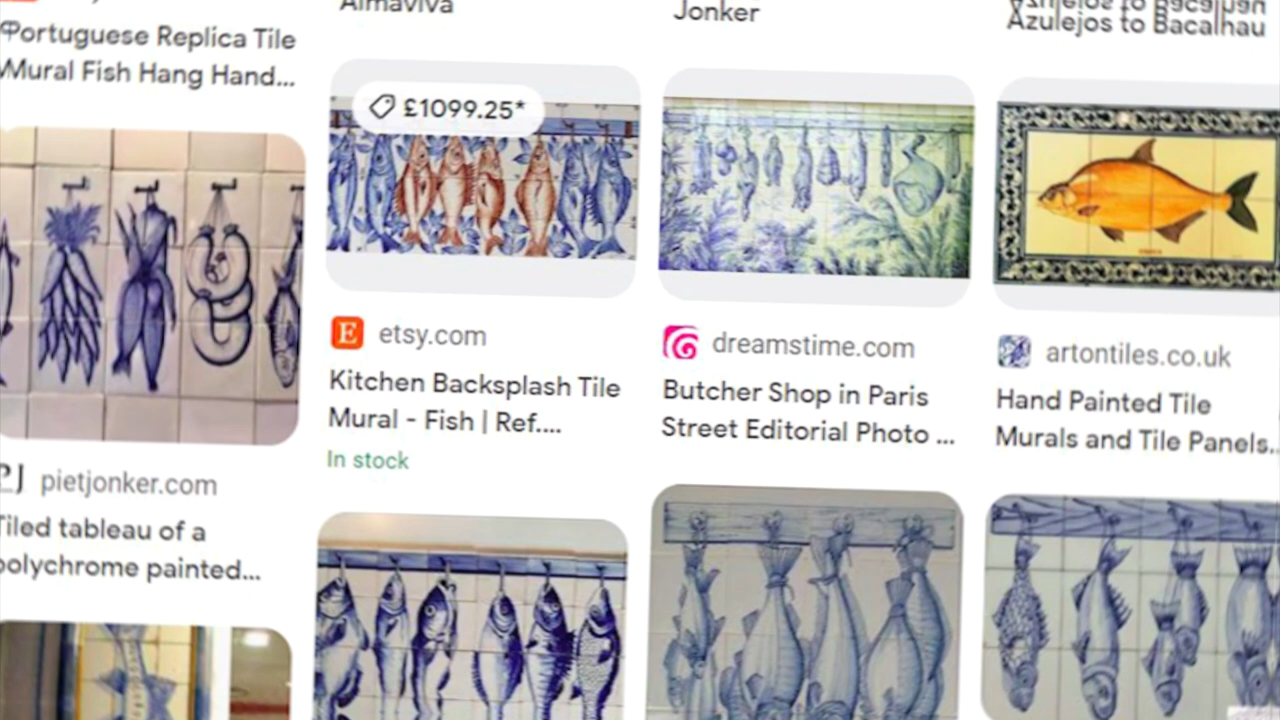 Portuguese Replica Tile
Mural Fish Hang Hand...
pietjonker.com
Tiled tableau of a
polychrome painted...
Almaviva
£1099.25*
etsy.com
Kitchen Backsplash Tile
Mural - Fish | Ref....
In stock
Jonker
dreamstime.com
Butcher Shop in Paris
Street Editorial Photo ...
Azulejos to Bacalhau
artontiles.co.uk
Hand Painted Tile
Murals and Tile Panels...